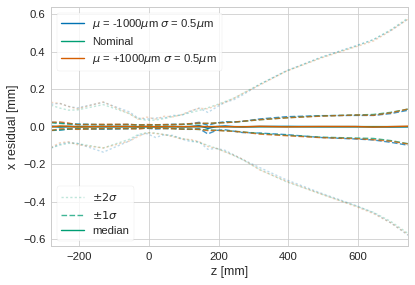 μ = -1000μm σ = 0.5μm
Nominal
μ = +1000μm σ = 0.5μm
x residual [mm]
0.6
0.4
0.2
0.0
−0.2
−0.4
−0.6
±2σ
±1σ
median
−200 0 200 400 600
z [mm]